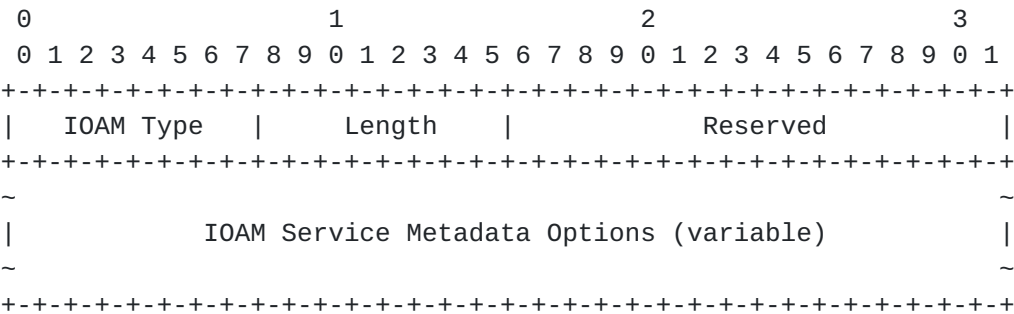 0                   1                   2                   3
 0 1 2 3 4 5 6 7 8 9 0 1 2 3 4 5 6 7 8 9 0 1 2 3 4 5 6 7 8 9 0 1
+-+-+-+-+-+-+-+-+-+-+-+-+-+-+-+-+-+-+-+-+-+-+-+-+-+-+-+-+-+-+-+-+
|   IOAM Type   |     Length    |            Reserved           |
+-+-+-+-+-+-+-+-+-+-+-+-+-+-+-+-+-+-+-+-+-+-+-+-+-+-+-+-+-+-+-+-+
~                                                               ~
|            IOAM Service Metadata Options (variable)           |
~                                                               ~
+-+-+-+-+-+-+-+-+-+-+-+-+-+-+-+-+-+-+-+-+-+-+-+-+-+-+-+-+-+-+-+-+